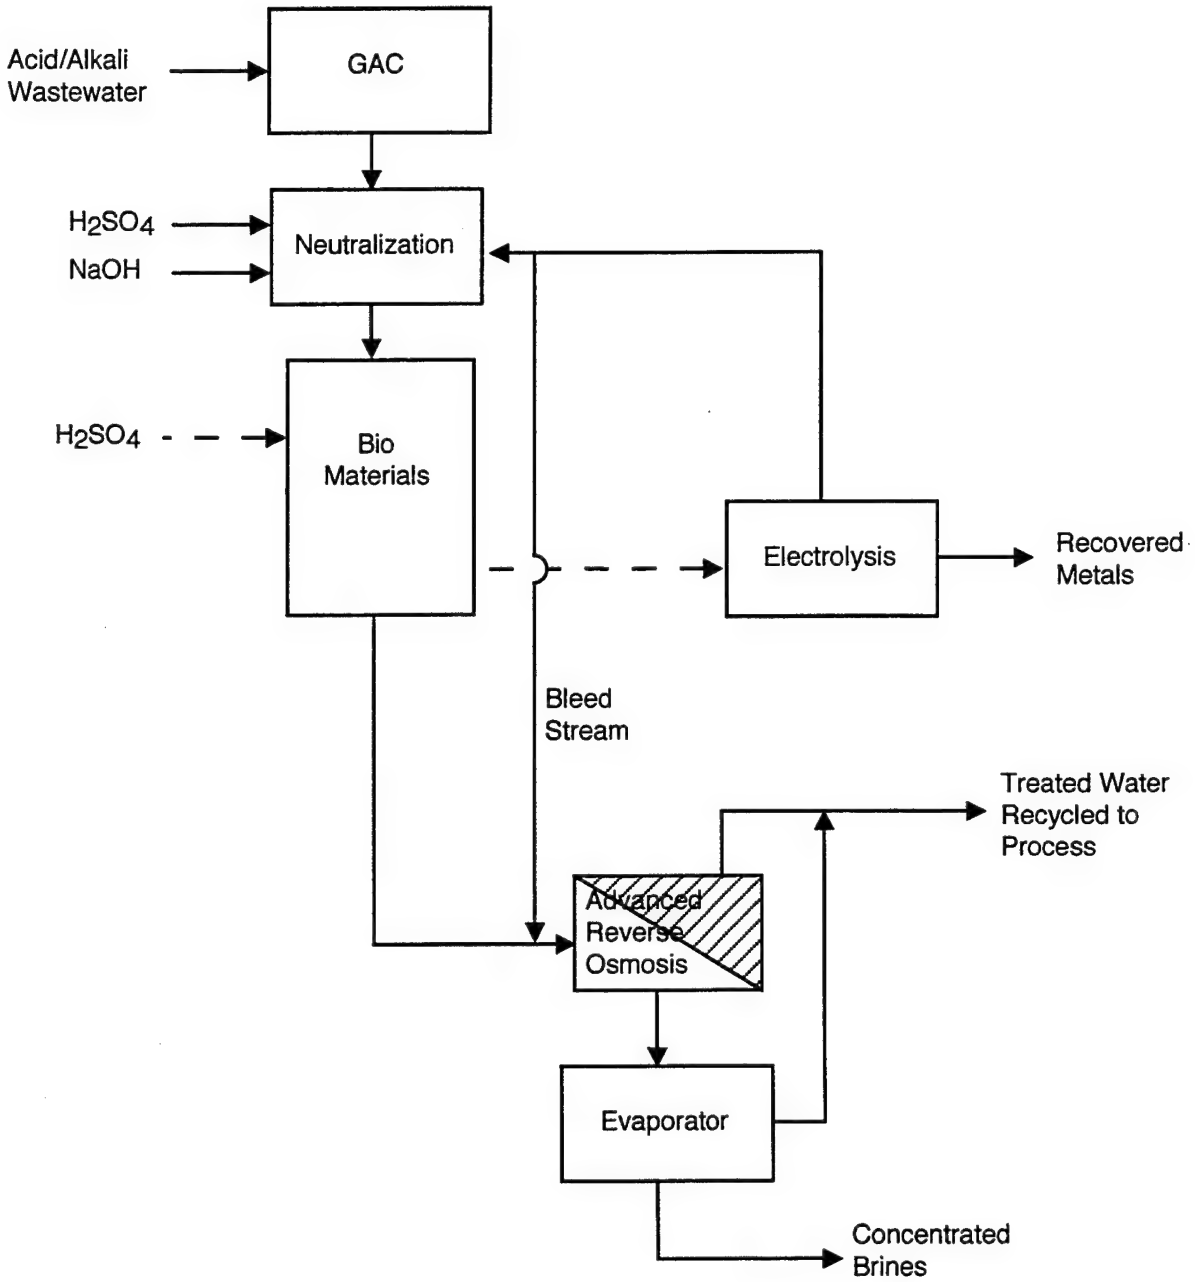 Acid/Alkali
Wastewater
GAC
H2SO4
NaOH
Neutralization
H2SO4
Bio
Materials
Electrolysis
Recovered
Metals
Bleed
Stream
Treated Water
Recycled to
Process
Advanced
Reverse
Osmosis
Evaporator
Concentrated
Brines